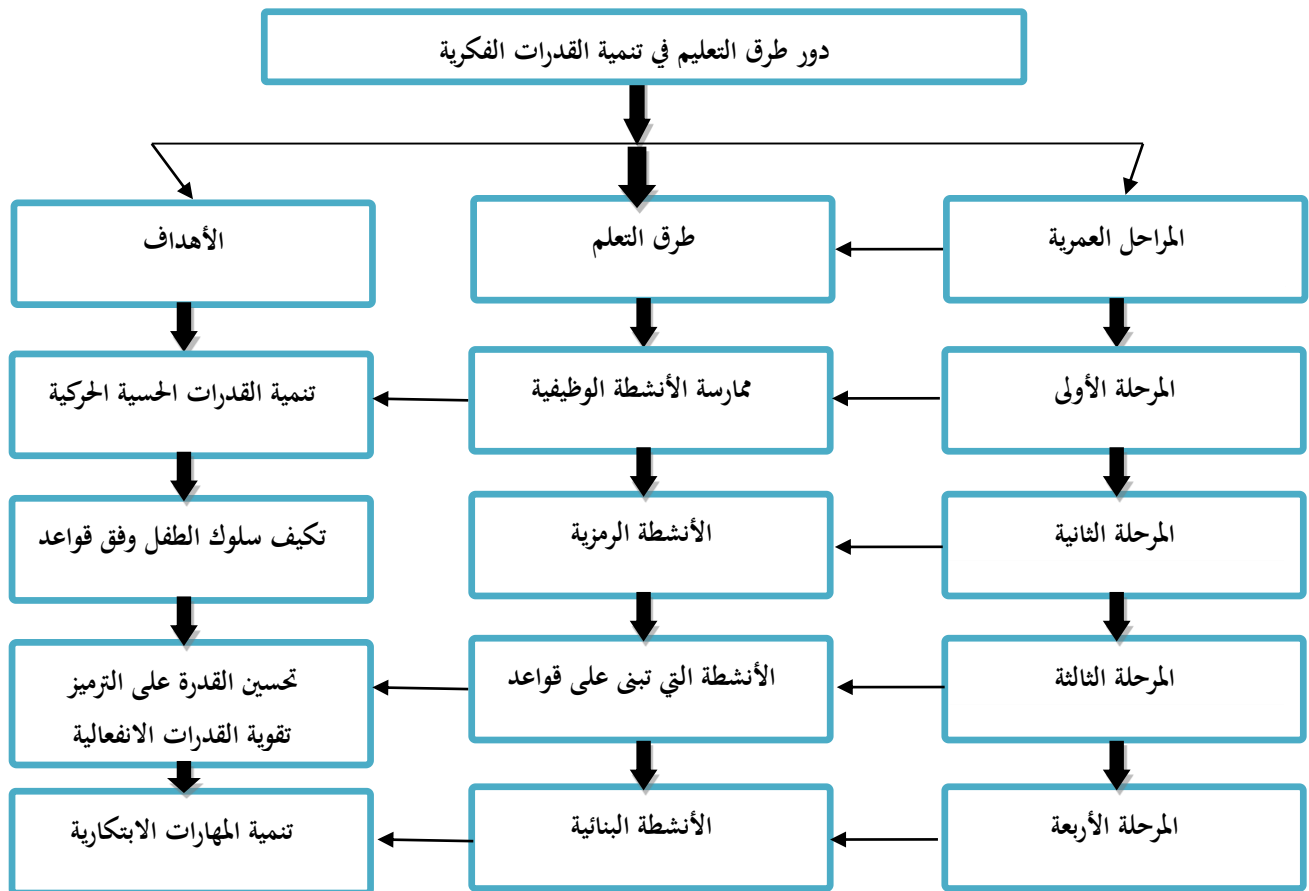 دور طرق التعليم في تنمية القدرات الفكرية
المراحل العمرية
طرق التعلم
الأهداف
المرحلة الأولى
ممارسة الأنشطة الوظيفية
تنمية القدرات الحسية الحركية
المرحلة الثانية
الأنشطة الرمزية
تكيف سلوك الطفل وفق قواعد
المرحلة الثالثة
الأنشطة التي تبنى على قواعد
تحسين القدرة على الترميز
تقوية القدرات الانفعالية
المرحلة الأربعة
الأنشطة البنائية
تنمية المهارات الابتكارية